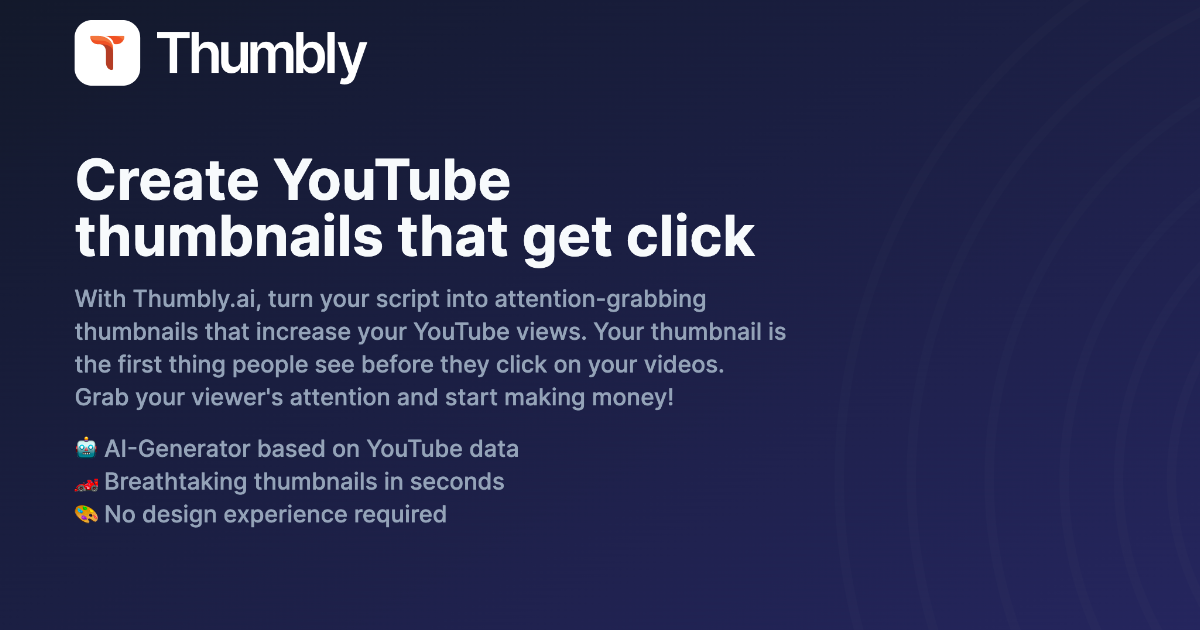 Thumbly
Create YouTube
thumbnails that get click
With Thumbly.ai, turn your script into attention-grabbing
thumbnails that increase your YouTube views. Your thumbnail is
the first thing people see before they click on your videos.
Grab your viewer's attention and start making money!
🤖 AI-Generator based on YouTube data
🏎️ Breathtaking thumbnails in seconds
🎨 No design experience required